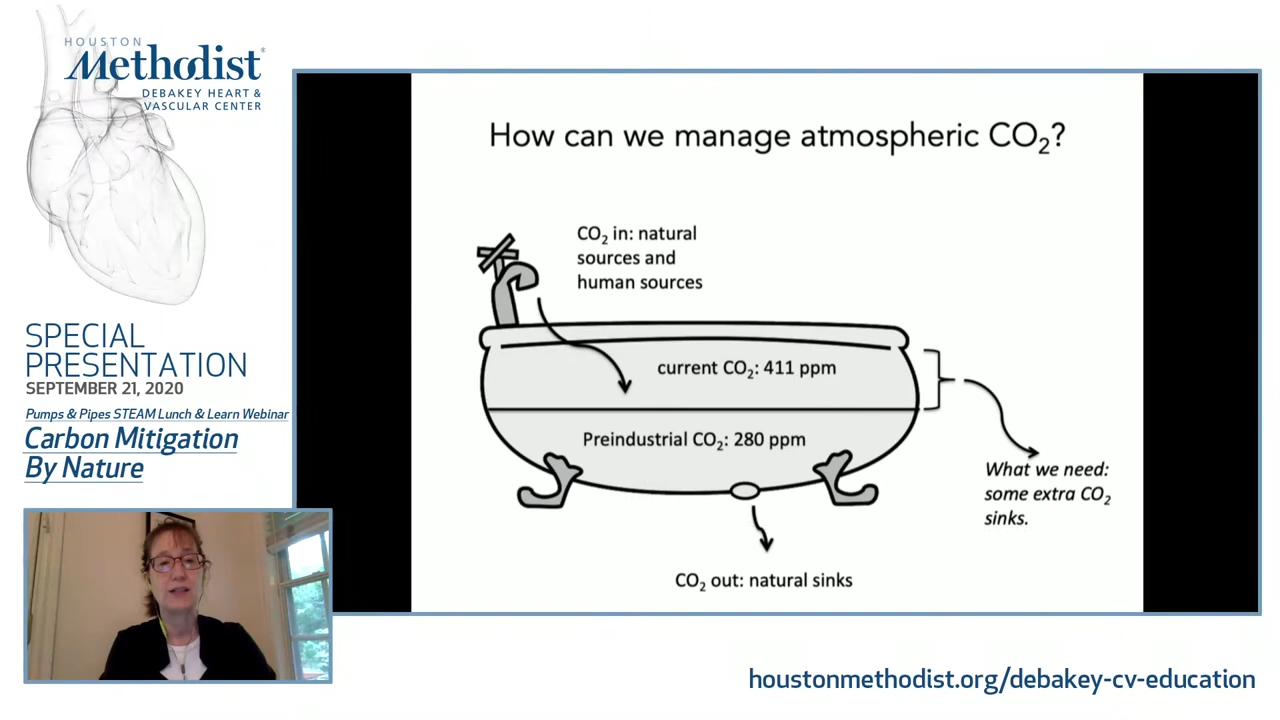 HOUSTON
Methodist®
DEBAKEY HEART &
VASCULAR CENTER
SPECIAL
PRESENTATION
SEPTEMBER 21, 2020
Pumps & Pipes STEAM Lunch & Learn Webinar
Carbon Mitigation
By Nature
How can we manage atmospheric CO₂?
CO₂ in: natural
sources and
human sources
current CO₂: 411 ppm
Preindustrial CO₂: 280 ppm
What we need:
some extra CO₂
sinks.
CO₂ out: natural sinks
houstonmethodist.org/debakey-cv-education